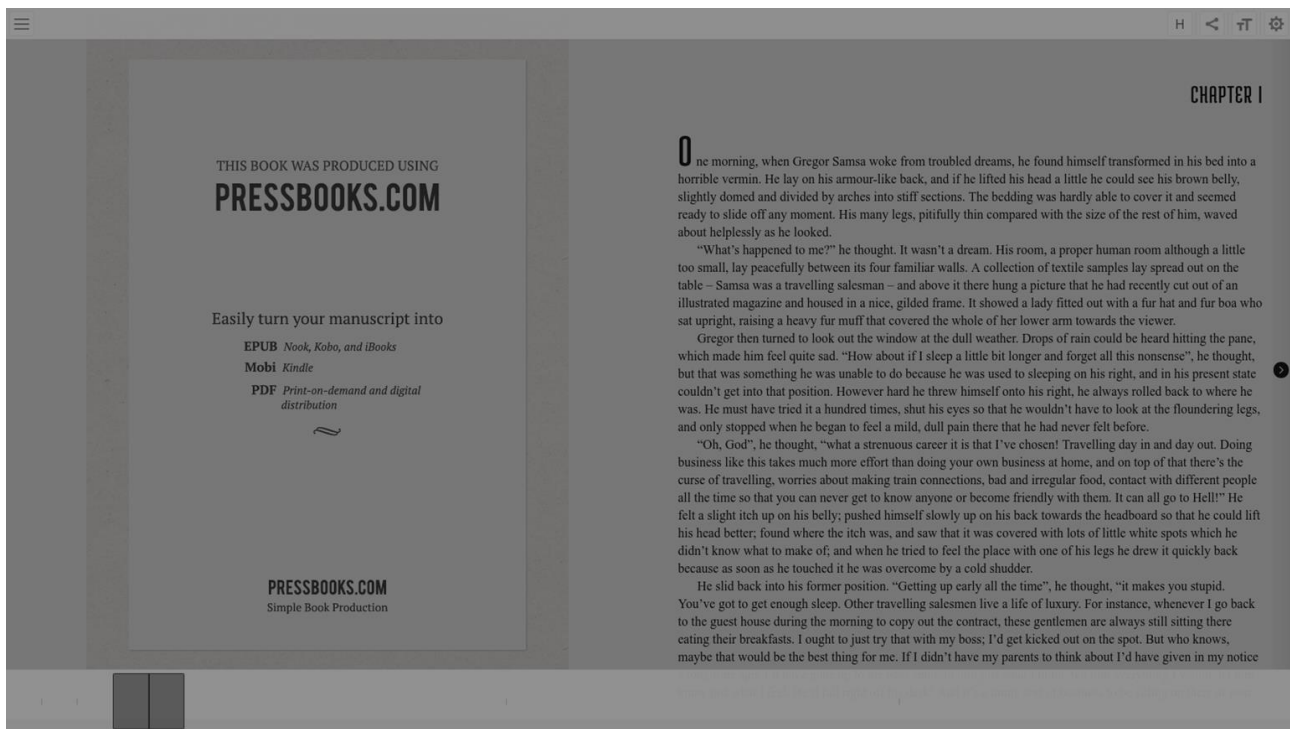 H
тT
THIS BOOK WAS PRODUCED USING
PRESSBOOKS.COM
Easily turn your manuscript into
EPUB Nook, Kobo, and iBooks
Mobi Kindle
PDF Print-on-demand and digital
distribution
PRESSBOOKS.COM
Simple Book Production
CHAPTER I
One morning, when Gregor Samsa woke from troubled dreams, he found himself transformed in his bed into a
horrible vermin. He lay on his armour-like back, and if he lifted his head a little he could see his brown belly,
slightly domed and divided by arches into stiff sections. The bedding was hardly able to cover it and seemed
ready to slide off any moment. His many legs, pitifully thin compared with the size of the rest of him, waved
about helplessly as he looked.
“What’s happened to me?” he thought. It wasn’t a dream. His room, a proper human room although a little
too small, lay peacefully between its four familiar walls. A collection of textile samples lay spread out on the
table – Samsa was a travelling salesman – and above it there hung a picture that he had recently cut out of an
illustrated magazine and housed in a nice, gilded frame. It showed a lady fitted out with a fur hat and fur boa who
sat upright, raising a heavy fur muff that covered the whole of her lower arm towards the viewer.
Gregor then turned to look out the window at the dull weather. Drops of rain could be heard hitting the pane,
which made him feel quite sad. “How about if I sleep a little bit longer and forget all this nonsense”, he thought,
but that was something he was unable to do because he was used to sleeping on his right, and in his present state
couldn’t get into that position. However hard he threw himself onto his right, he always rolled back to where he
was. He must have tried it a hundred times, shut his eyes so that he wouldn’t have to look at the floundering legs,
and only stopped when he began to feel a mild, dull pain there that he had never felt before.
“Oh, God”, he thought, “what a strenuous career it is that I’ve chosen! Travelling day in and day out. Doing
business like this takes much more effort than doing your own business at home, and on top of that there’s the
curse of travelling, worries about making train connections, bad and irregular food, contact with different people
all the time so that you can never get to know anyone or become friendly with them. It can all go to Hell!” He
felt a slight itch up on his belly; pushed himself slowly up on his back towards the headboard so that he could lift
his head better; found where the itch was, and saw that it was covered with lots of little white spots which he
didn’t know what to make of; and when he tried to feel the place with one of his legs he drew it quickly back
because as soon as he touched it he was overcome by a cold shudder.
He slid back into his former position. “Getting up early all the time”, he thought, “it makes you stupid.
You’ve got to get enough sleep. Other travelling salesmen live a life of luxury. For instance, whenever I go back
to the guest house during the morning to copy out the contract, these gentlemen are always still sitting there
eating their breakfasts. I ought to just try that with my boss; I’d get kicked out on the spot. But who knows,
maybe that would be the best thing for me. If I didn’t have my parents to think about I’d have given in my notice